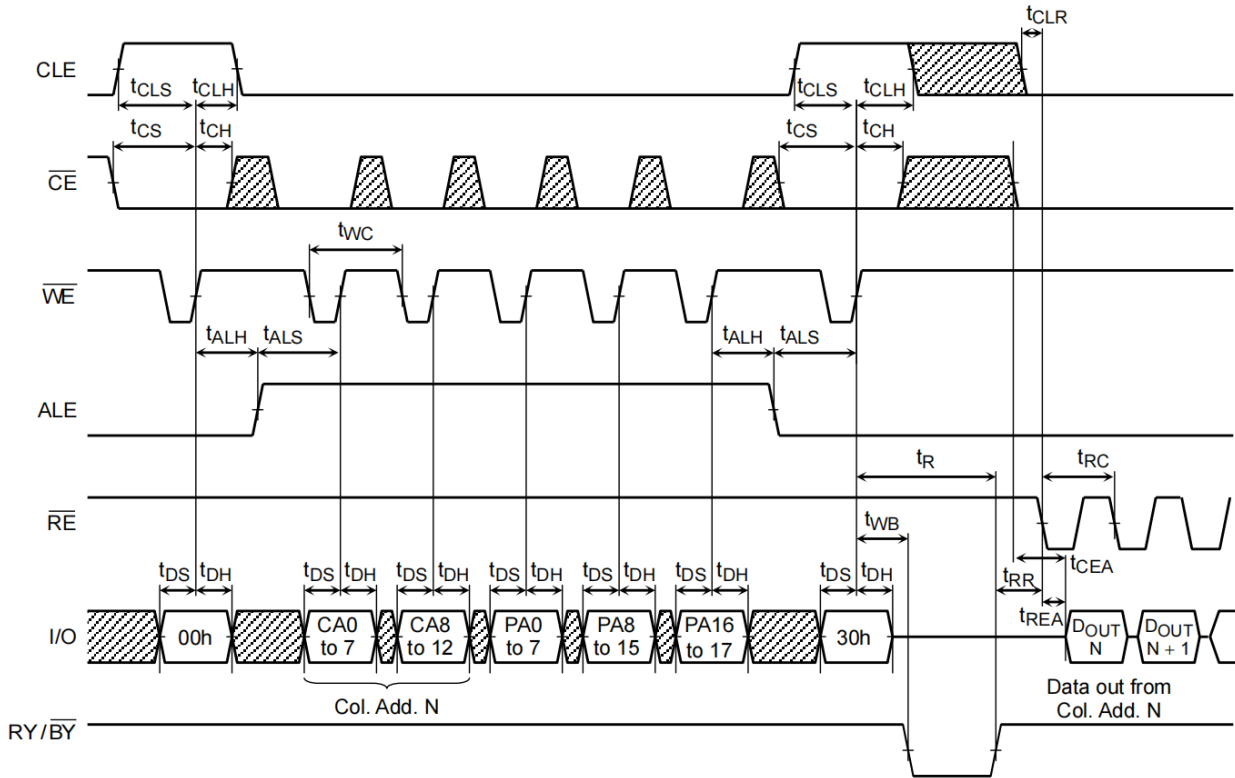 tCLR
CLE
tCLS tCLH tCLS tCLH
tCS tCH tCS tCH
CE
tWC
WE
tALH tALS tALH tALS
ALE
tR tRC
RE
tWB
tDS tDH tDS tDH tDS tDH tDS tDH tDS tDH tDS tDH tDS tDH tRR tCEA
tREA
I/O
00h
CA0
to 7
CA8
to 12
PA0
to 7
PA8
to 15
PA16
to 17
30h
DOUT
N
DOUT
N + 1
Col. Add. N
Data out from
Col. Add. N
RY/BY